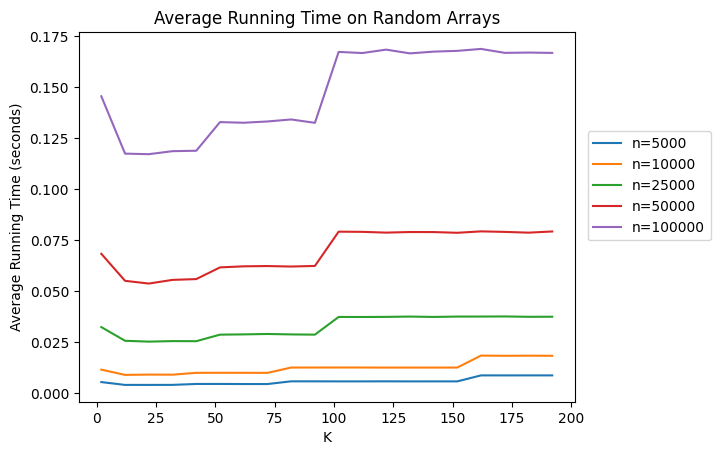 Average Running Time on Random Arrays
Average Running Time (seconds)
0.175
0.150
0.125
0.100
0.075
0.050
0.025
0.000
0 25 50 75 100 125 150 175 200
K
n=5000
n=10000
n=25000
n=50000
n=100000